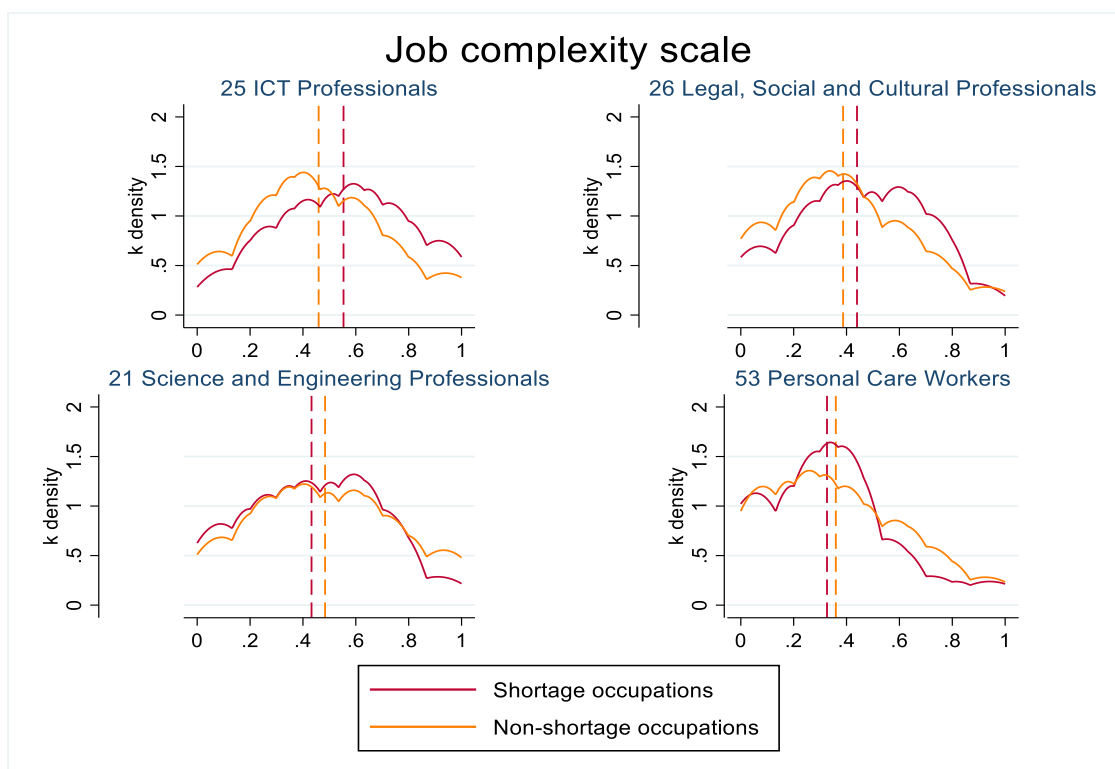 Job complexity scale
25 ICT Professionals
26 Legal, Social and Cultural Professionals
k density
0 .5 1 1.5 2
0 .2 .4 .6 .8 1
k density
0 .5 1 1.5 2
0 .2 .4 .6 .8 1
21 Science and Engineering Professionals
53 Personal Care Workers
k density
0 .5 1 1.5 2
0 .2 .4 .6 .8 1
k density
0 .5 1 1.5 2
0 .2 .4 .6 .8 1
Shortage occupations
Non-shortage occupations